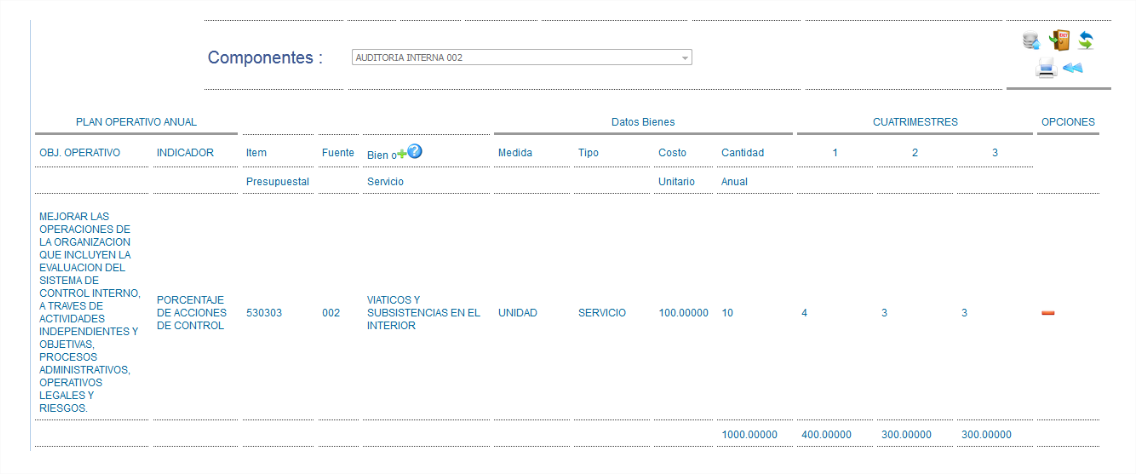 Componentes :
AUDITORIA INTERNA 002
PLAN OPERATIVO ANUAL
Datos Bienes
CUATRIMESTRES
OPCIONES
OBJ. OPERATIVO
INDICADOR
Item
Fuente
Bien o
Medida
Tipo
Costo
Cantidad
1
2
3
Presupuestal
Servicio
Unitario
Anual
MEJORAR LAS
OPERACIONES DE
LA ORGANIZACION
QUE INCLUYEN LA
EVALUACION DEL
SISTEMA DE
CONTROL INTERNO,
A TRAVES DE
ACTIVIDADES
INDEPENDIENTES Y
OBJETIVAS,
PROCESOS
ADMINISTRATIVOS,
OPERATIVOS
LEGALES Y
RIESGOS.
PORCENTAJE
DE ACCIONES
DE CONTROL
530303
002
VIATICOS Y
SUBSISTENCIAS EN EL
INTERIOR
UNIDAD
SERVICIO
100.00000
10
4
3
3
1000.00000
400.00000
300.00000
300.00000